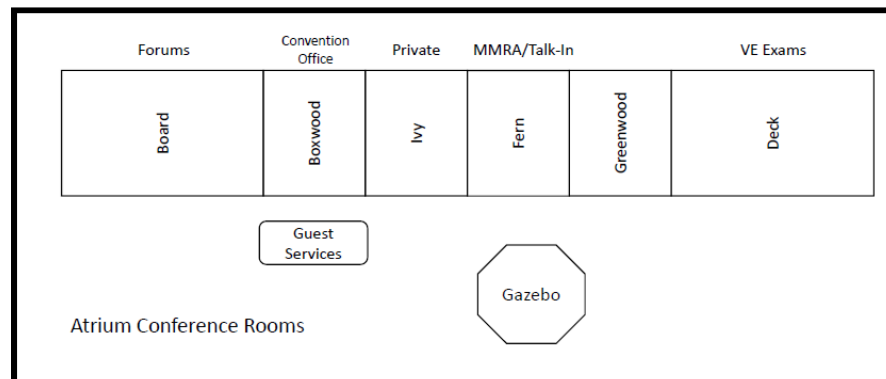 Forums
Convention
Office
Private
MMRA/Talk-In
VE Exams
Board
Boxwood
Ivy
Fern
Greenwood
Deck
Guest
Services
Gazebo
Atrium Conference Rooms